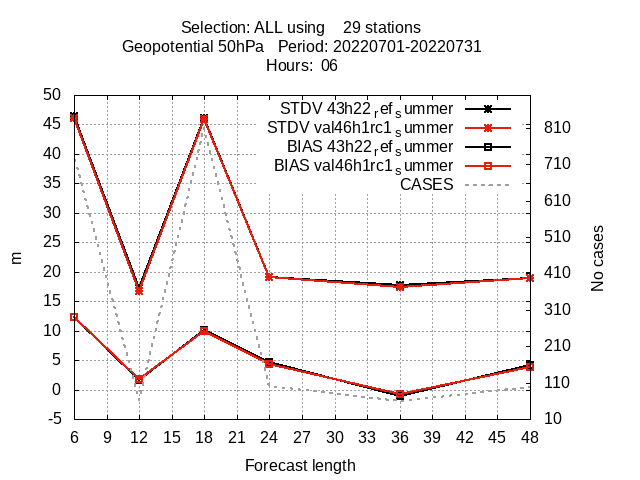 Selection: ALL using    29 stations
Geopotential 50hPa   Period: 20220701-20220731
Hours:  06
STDV 43h22_ref_summer
STDV val46h1rc1_summer
BIAS 43h22_ref_summer
BIAS val46h1rc1_summer
CASES
50
45
40
35
30
25
20
15
10
5
0
-5
m
810
710
610
510
410
310
210
110
10
No cases
6 9 12 15 18 21 24 27 30 33 36 39 42 45 48
Forecast length